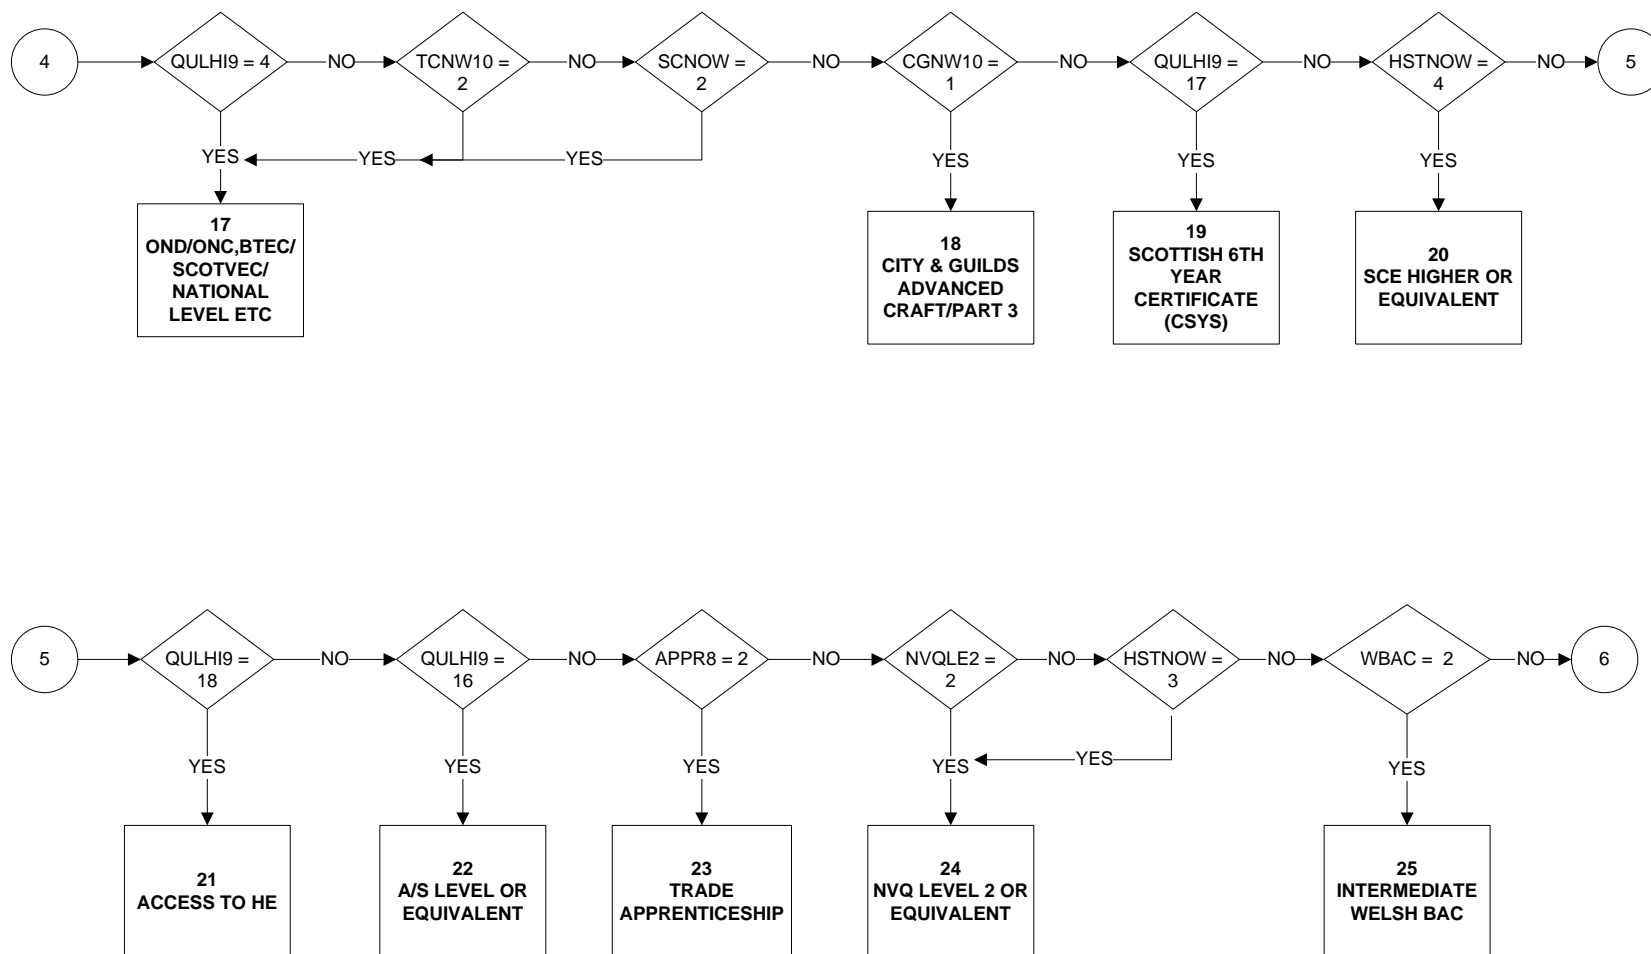 4
QULHI9 = 4
NO
TCNW10 =
2
NO
SCNOW =
2
NO
CGNW10 =
1
NO
QULHI9 =
17
NO
HSTNOW =
4
NO
5
YES
YES
YES
YES
YES
YES
17
OND/ONC,BTEC/
SCOTVEC/
NATIONAL
LEVEL ETC
18
CITY & GUILDS
ADVANCED
CRAFT/PART 3
19
SCOTTISH 6TH
YEAR
CERTIFICATE
(CSYS)
20
SCE HIGHER OR
EQUIVALENT
5
QULHI9 =
18
NO
QULHI9 =
16
NO
APPR8 = 2
NO
NVQLE2 =
2
NO
HSTNOW =
3
NO
WBAC = 2
NO
6
YES
YES
YES
YES
YES
YES
21
ACCESS TO HE
22
A/S LEVEL OR
EQUIVALENT
23
TRADE
APPRENTICESHIP
24
NVQ LEVEL 2 OR
EQUIVALENT
25
INTERMEDIATE
WELSH BAC